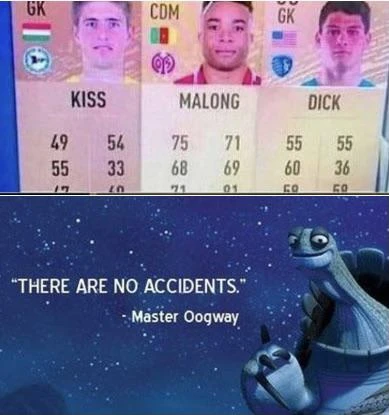 GK CDM GK
KISS MALONG DICK
49 54 75 71 55 55
55 33 68 69 60 36
"THERE ARE NO ACCIDENTS."
- Master Oogway